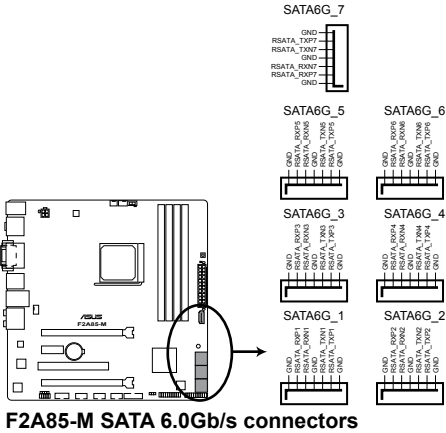 SATA6G_7
GND
RSATA_TXP7
RSATA_TXN7
GND
RSATA_RXN7
RSATA_RXP7
GND
SATA6G_5
GND
RSATA_RXP5
RSATA_RXN5
GND
RSATA_TXN5
RSATA_TXP5
GND
SATA6G_6
GND
RSATA_RXP6
RSATA_RXN6
GND
RSATA_TXN6
RSATA_TXP6
GND
SATA6G_3
GND
RSATA_RXP3
RSATA_RXN3
GND
RSATA_TXN3
RSATA_TXP3
GND
SATA6G_4
GND
RSATA_RXP4
RSATA_RXN4
GND
RSATA_TXN4
RSATA_TXP4
GND
SATA6G_1
GND
RSATA_RXP1
RSATA_RXN1
GND
RSATA_TXN1
RSATA_TXP1
GND
SATA6G_2
GND
RSATA_RXP2
RSATA_RXN2
GND
RSATA_TXN2
RSATA_TXP2
GND
ASUS
F2A85-M
F2A85-M SATA 6.0Gb/s connectors